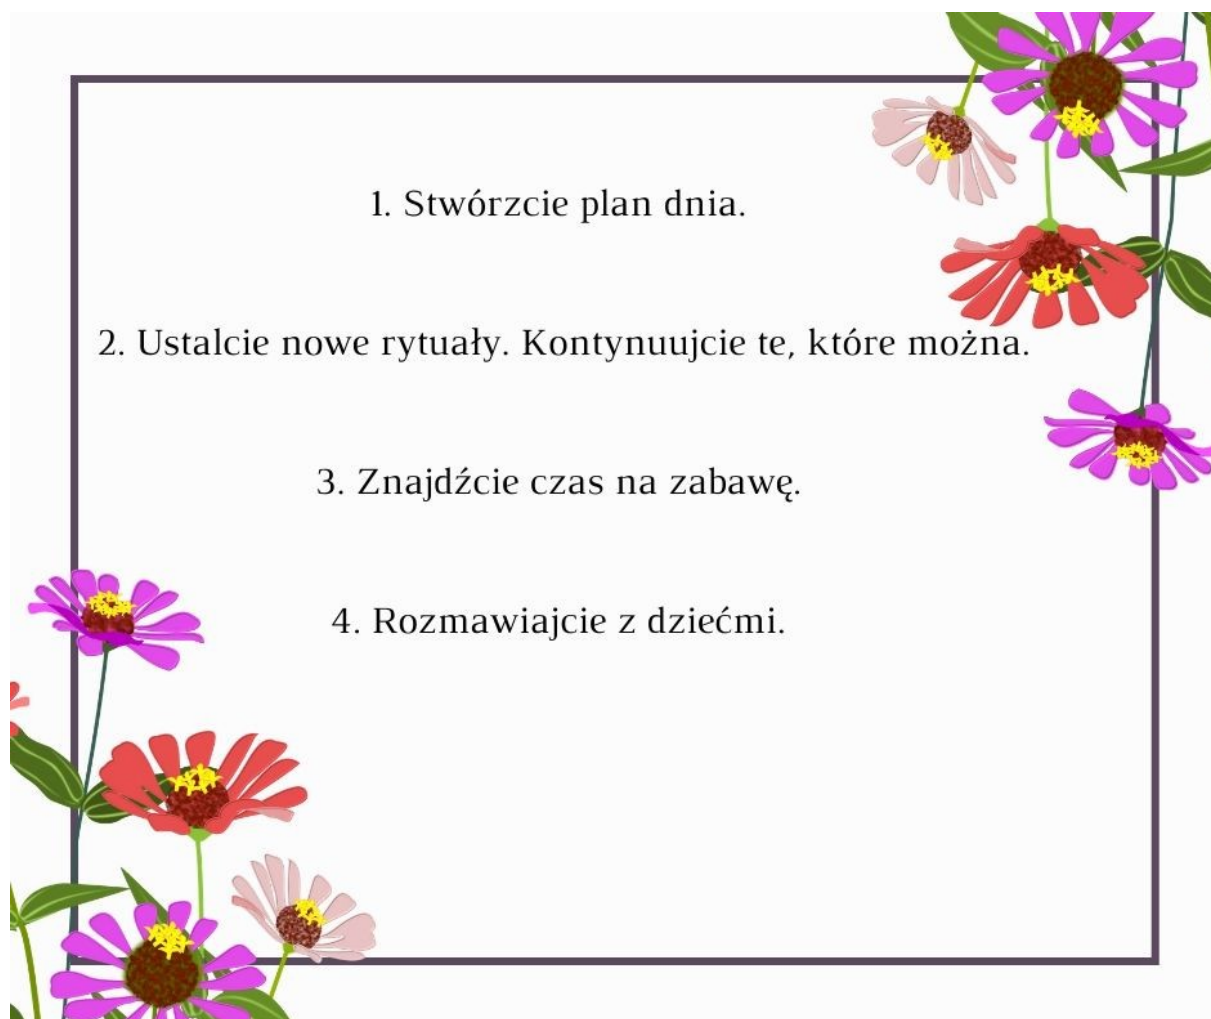 1. Stwórzcie plan dnia.
2. Ustalcie nowe rytuały. Kontynuujcie te, które można.
3. Znajdźcie czas na zabawę.
4. Rozmawiajcie z dziećmi.